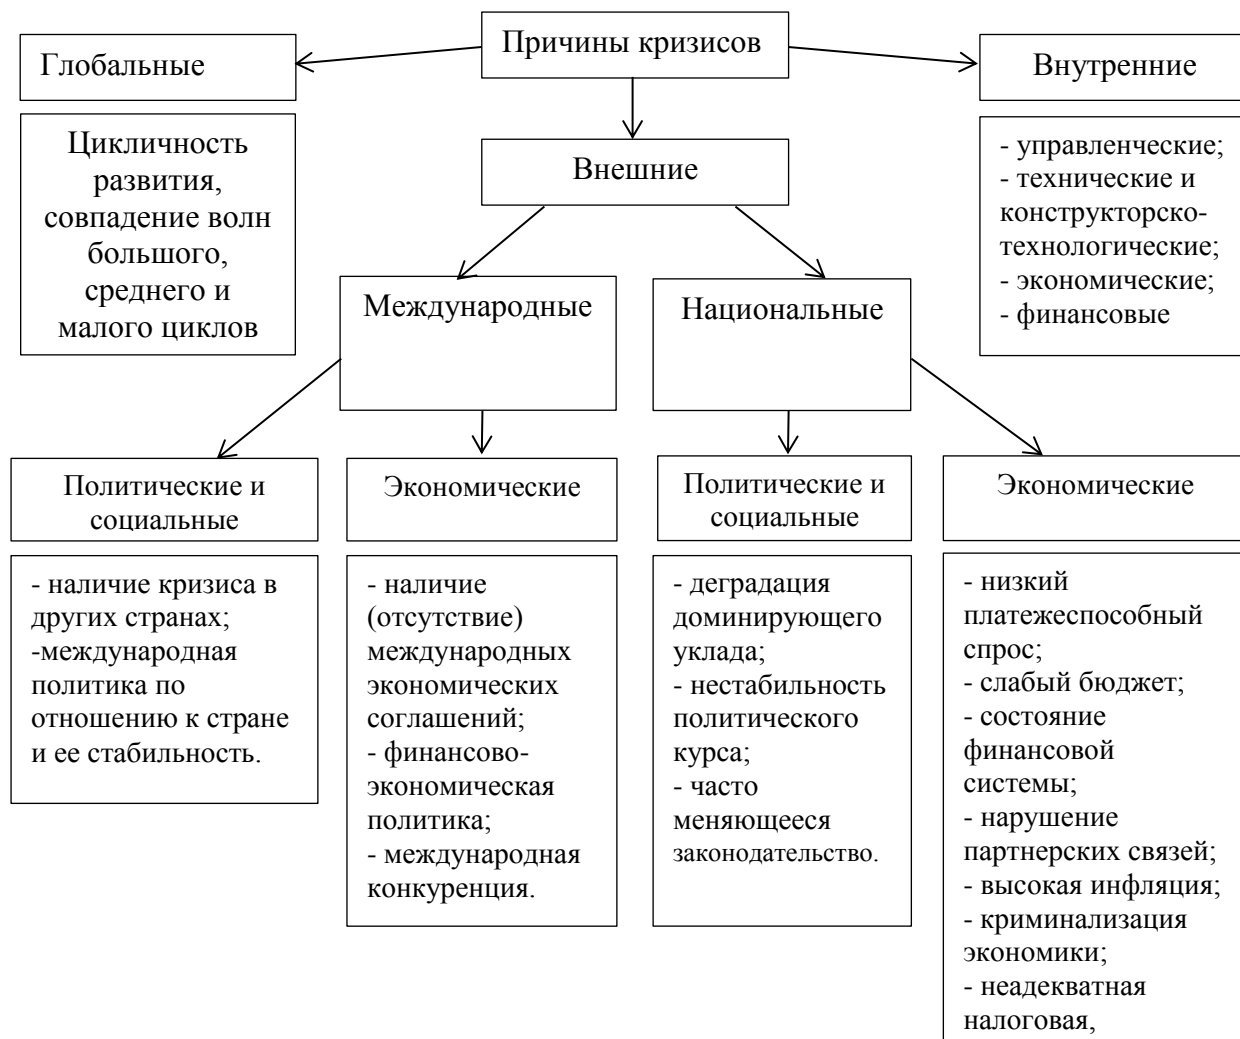 Причины кризисов
Глобальные
Внутренние
Цикличность
развития,
совпадение волн
большого,
среднего и
малого циклов
Внешние
- управленческие;
- технические и
конструкторско-
технологические;
- экономические;
- финансовые
Международные
Национальные
Политические и
социальные
Экономические
Политические и
социальные
Экономические
- наличие кризиса в
других странах;
-международная
политика по
отношению к стране
и ее стабильность.
- наличие
(отсутствие)
международных
экономических
соглашений;
- финансово-
экономическая
политика;
- международная
конкуренция.
- деградация
доминирующего
уклада;
- нестабильность
политического
курса;
- часто
меняющееся
законодательство.
- низкий
платежеспособный
спрос;
- слабый бюджет;
- состояние
финансовой
системы;
- нарушение
партнерских связей;
- высокая инфляция;
- криминализация
экономики;
- неадекватная
налоговая,